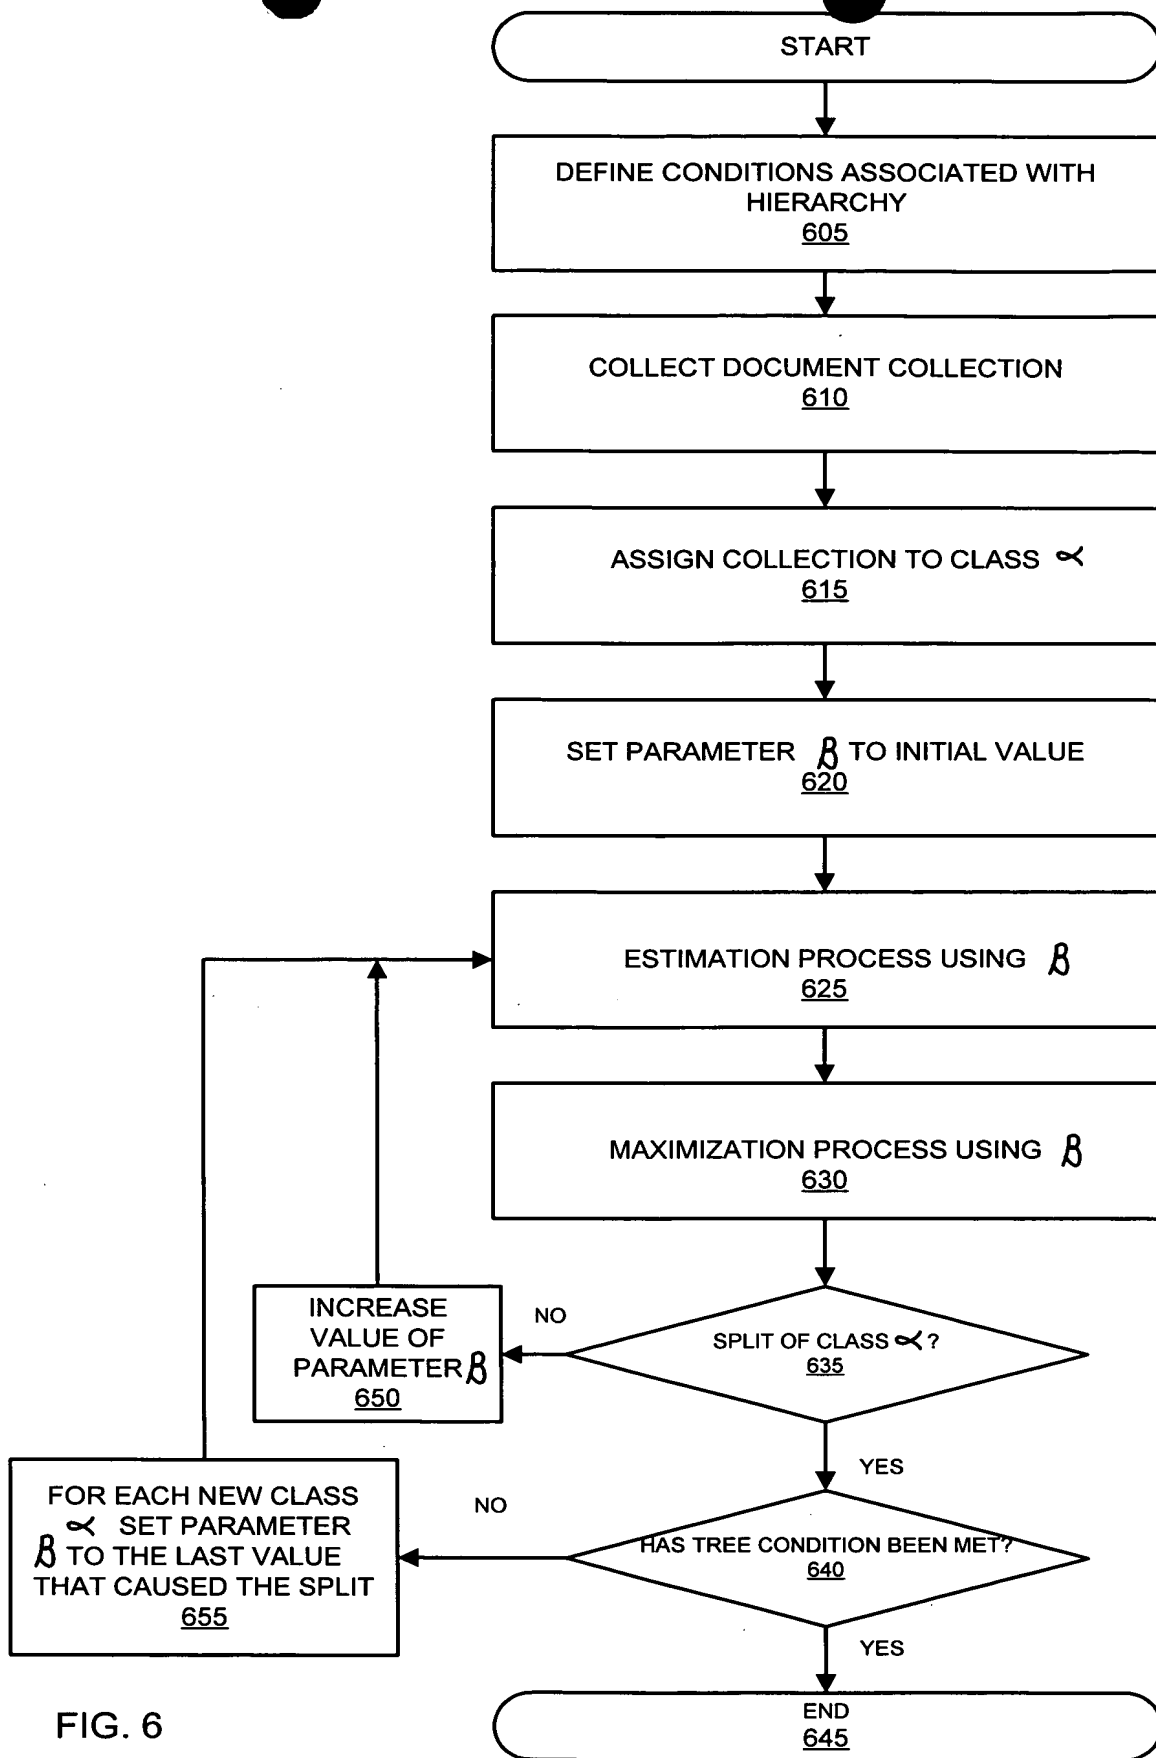 START
DEFINE CONDITIONS ASSOCIATED WITH
HIERARCHY
605
COLLECT DOCUMENT COLLECTION
610
ASSIGN COLLECTION TO CLASS ∝
615
SET PARAMETER β TO INITIAL VALUE
620
ESTIMATION PROCESS USING β
625
MAXIMIZATION PROCESS USING β
630
SPLIT OF CLASS ∝?
635
NO
INCREASE
VALUE OF
PARAMETER β
650
YES
HAS TREE CONDITION BEEN MET?
640
NO
FOR EACH NEW CLASS
∝ SET PARAMETER
β TO THE LAST VALUE
THAT CAUSED THE SPLIT
655
YES
END
645
FIG. 6